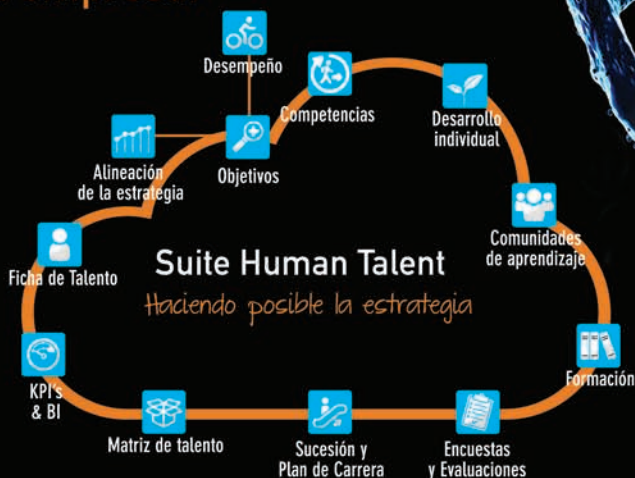 Desempeño
Competencias
Desarrollo
individual
Alineación
de la estrategia
Objetivos
Comunidades
de aprendizaje
Ficha de Talento
Suite Human Talent
Haciendo posible la estrategia
KPI's
& BI
Formación
Matriz de talento
Sucesión y
Plan de Carrera
Encuestas
y Evaluaciones